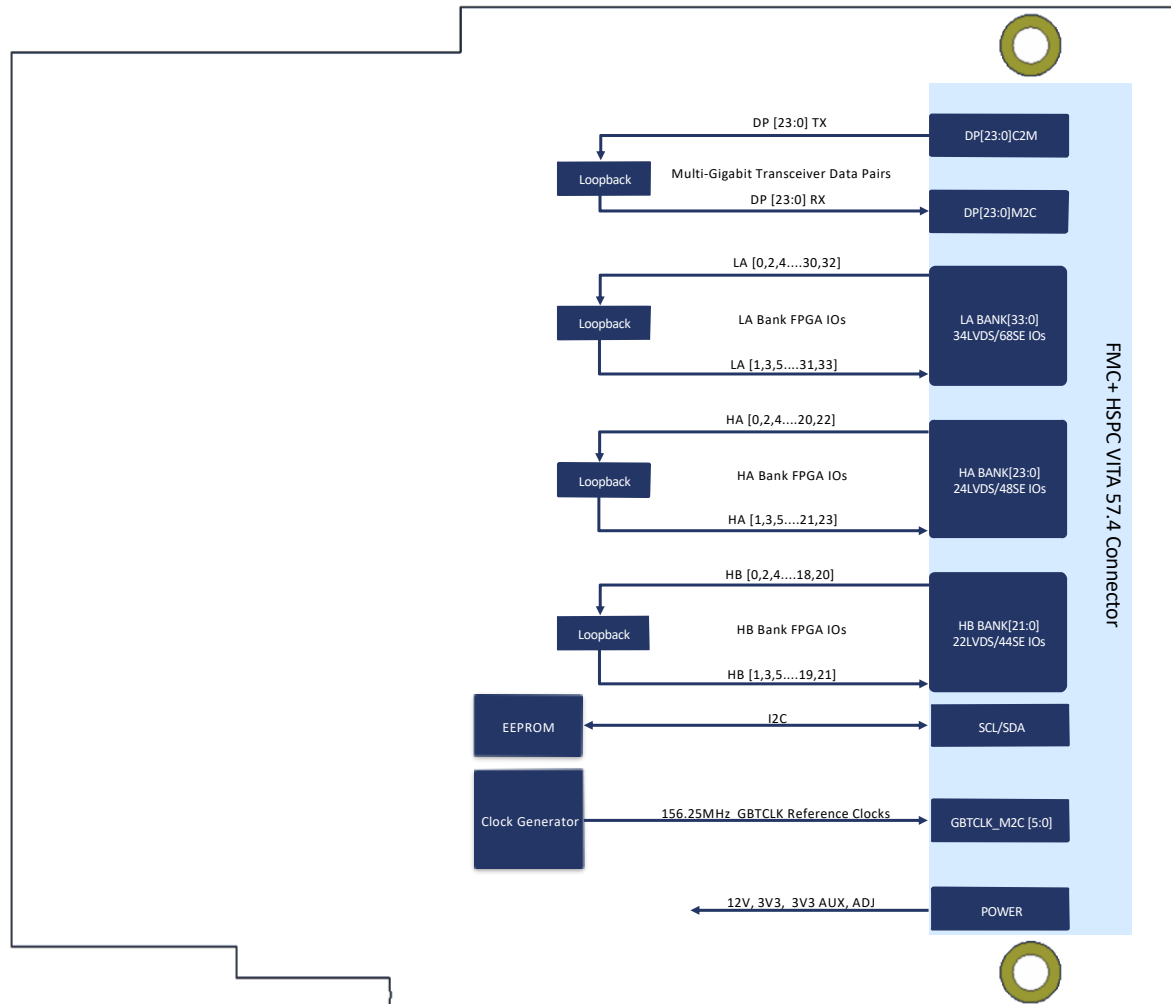 DP [23:0] TX
DP[23:0]C2M
Loopback
Multi-Gigabit Transceiver Data Pairs
DP [23:0] RX
DP[23:0]M2C
LA [0,2,4....30,32]
Loopback
LA Bank FPGA IOs
LA BANK[33:0]
34LVDS/68SE IOs
LA [1,3,5....31,33]
HA [0,2,4....20,22]
Loopback
HA Bank FPGA IOs
HA BANK[23:0]
24LVDS/48SE IOs
HA [1,3,5....21,23]
HB [0,2,4....18,20]
Loopback
HB Bank FPGA IOs
HB BANK[21:0]
22LVDS/44SE IOs
HB [1,3,5....19,21]
EEPROM
I2C
SCL/SDA
Clock Generator
156.25MHz GBTCLK Reference Clocks
GBTCLK_M2C [5:0]
12V, 3V3, 3V3 AUX, ADJ
POWER
FMC+ HSPC VITA 57.4 Connector